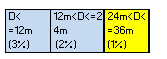 D<
=12m
(3%)
12m<D<=2
4m
(2%)
24m<D<
=36m
(1%)